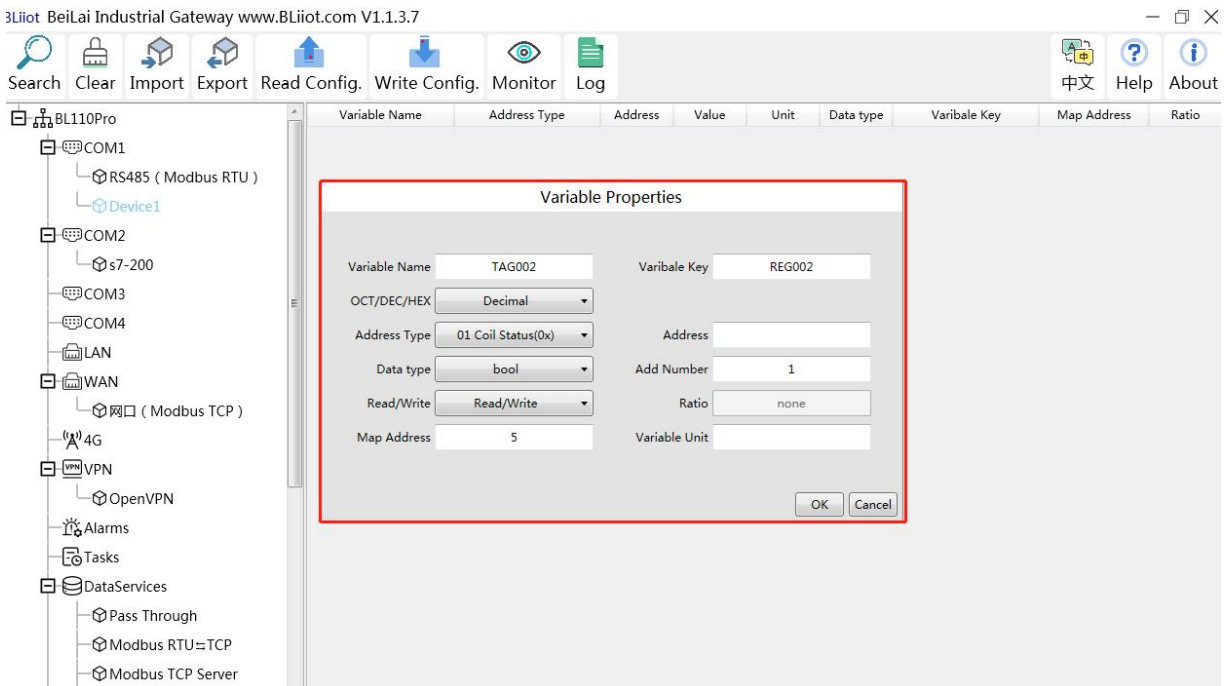 BLiiot BeiLai Industrial Gateway www.BLiiot.com V1.1.3.7
Search Clear Import Export Read Config. Write Config. Monitor Log 中文 Help About
BL110Pro
COM1
RS485 ( Modbus RTU )
Device1
COM2
s7-200
COM3
COM4
LAN
WAN
网口 ( Modbus TCP )
4G
VPN
VPN
OpenVPN
Alarms
Tasks
DataServices
Pass Through
Modbus RTU⇆TCP
Modbus TCP Server
Variable Name Address Type Address Value Unit Data type Varibale Key Map Address Ratio
Variable Properties
Variable Name TAG002 Varibale Key REG002
OCT/DEC/HEX Decimal
Address Type 01 Coil Status(0x) Address
Data type bool Add Number 1
Read/Write Read/Write Ratio none
Map Address 5 Variable Unit
OK Cancel